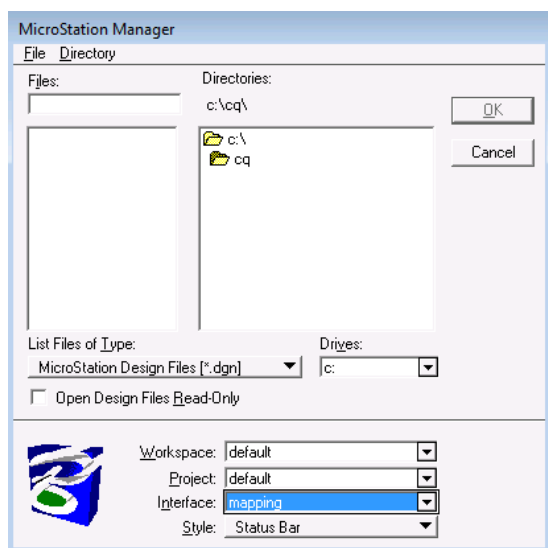 MicroStation Manager
File Directory
Files: Directories:
c:\cq\
OK
c:\
cq
Cancel
List Files of Type: Drives:
MicroStation Design Files [*.dgn] c:
Open Design Files Read-Only
Workspace: default
Project: default
Interface: mapping
Style: Status Bar